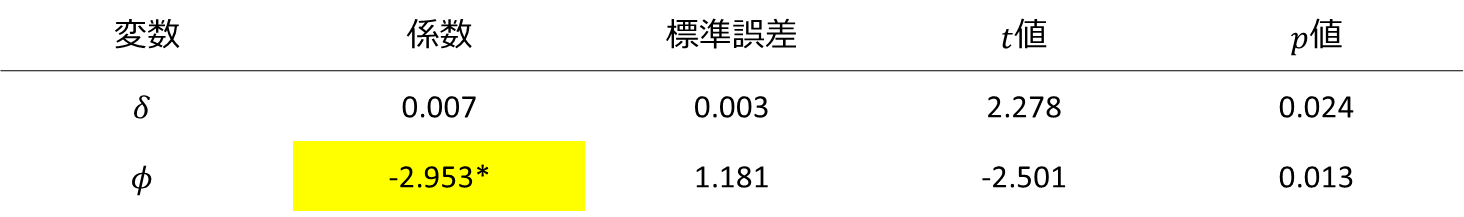 変数 係数 標準誤差 𝑡値 𝑝値
𝛿 0.007 0.003 2.278 0.024
𝜙 -2.953* 1.181 -2.501 0.013